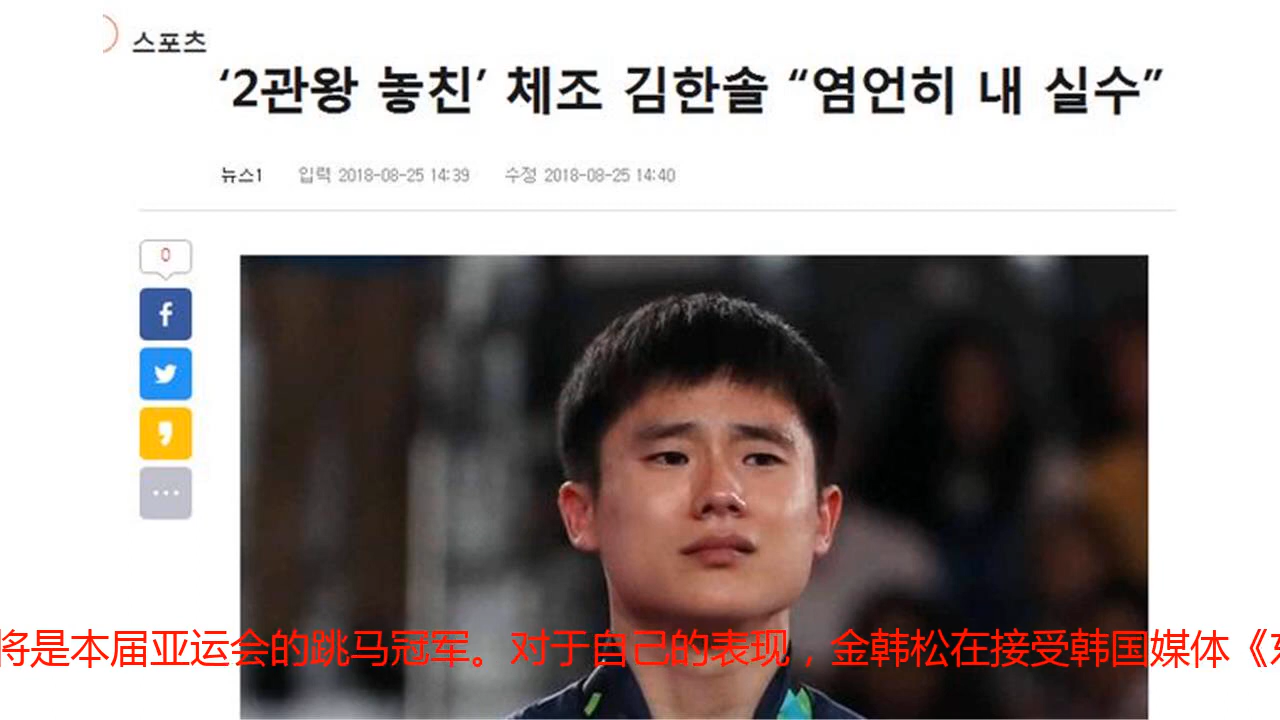 스포츠
‘2관왕 놓친’ 체조 김한솔 “염언히 내 실수”
뉴스1 입력 2018-08-25 14:39 수정 2018-08-25 14:40
0
将是本届亚运会的跳马冠军。对于自己的表现，金韩松在接受韩国媒体《